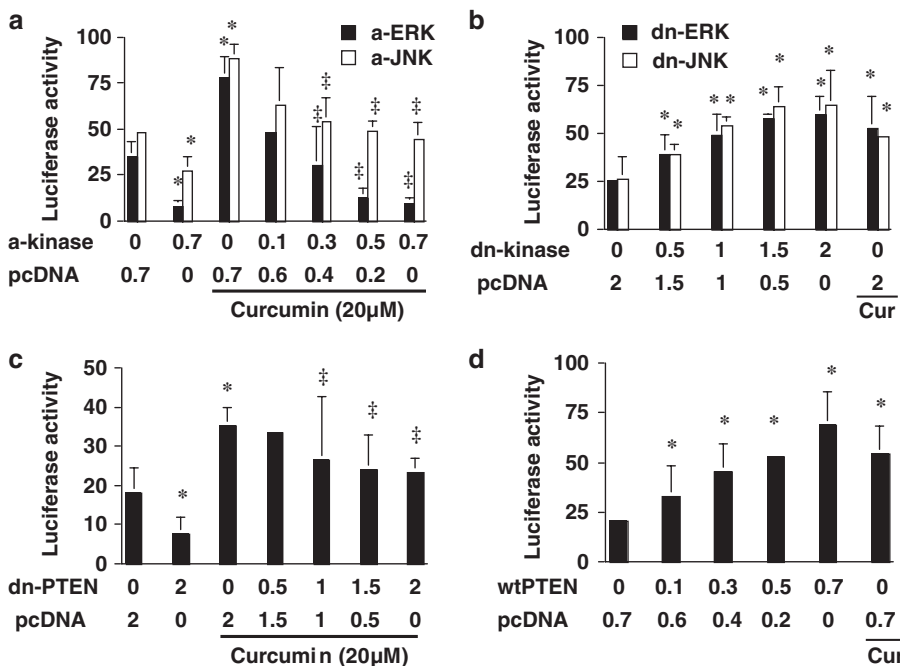 a
a-ERK
a-JNK
Luciferase activity
100
75
50
25
0
* * * * ‡ ‡ ‡ ‡ ‡ ‡
a-kinase 0 0.7 0 0.1 0.3 0.5 0.7
pcDNA 0.7 0 0.7 0.6 0.4 0.2 0
Curcumin (20µM)
b
dn-ERK
dn-JNK
Luciferase activity
100
75
50
25
0
* * * * * * * * * *
dn-kinase 0 0.5 1 1.5 2 0
pcDNA 2 1.5 1 0.5 0 2
Cur
c
Luciferase activity
50
40
30
20
10
0
* * ‡ ‡ ‡
dn-PTEN 0 2 0 0.5 1 1.5 2
pcDNA 2 0 2 1.5 1 0.5 0
Curcumin (20µM)
d
Luciferase activity
100
75
50
25
0
* * * * *
wtPTEN 0 0.1 0.3 0.5 0.7 0
pcDNA 0.7 0.6 0.4 0.2 0 0.7
Cur